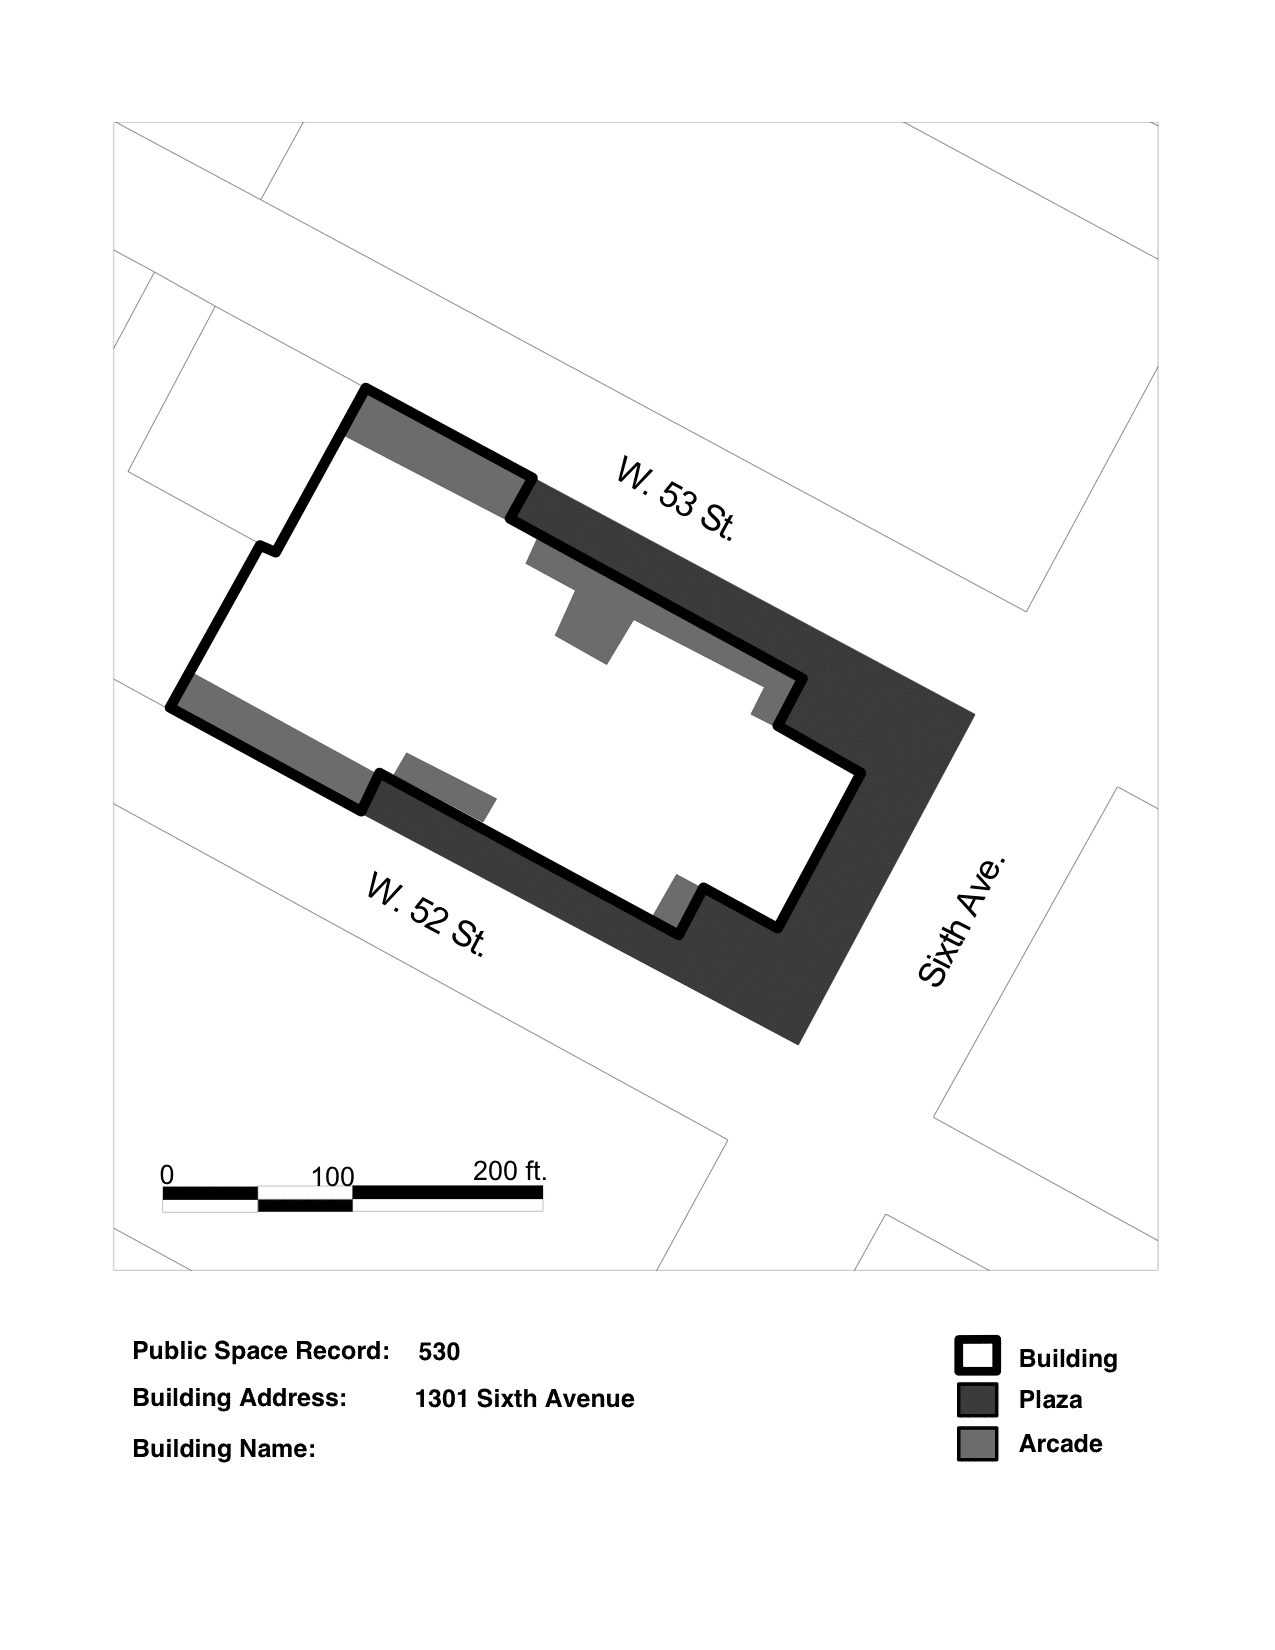 W. 53 St.
Sixth Ave.
W. 52 St.
0 100 200 ft.
Public Space Record: 530
Building Address: 1301 Sixth Avenue
Building Name:
Building
Plaza
Arcade